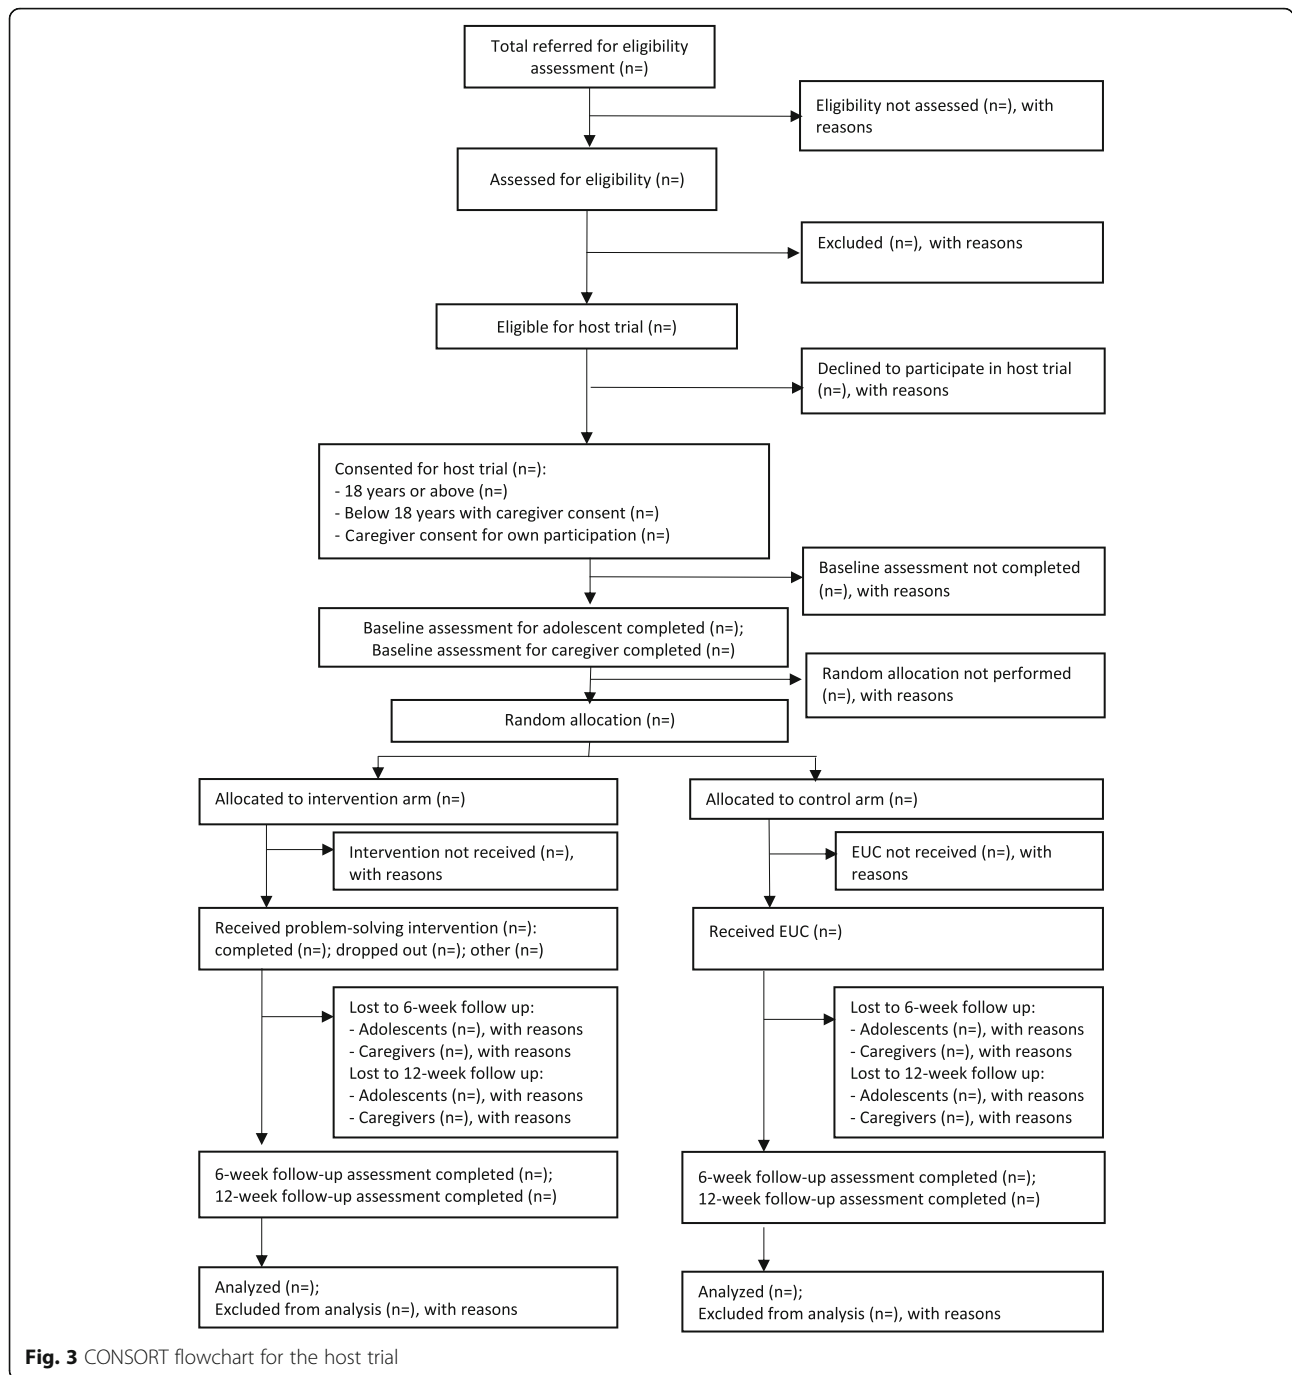 Total referred for eligibility
assessment (n=)
Eligibility not assessed (n=), with
reasons
Assessed for eligibility (n=)
Excluded (n=), with reasons
Eligible for host trial (n=)
Declined to participate in host trial
(n=), with reasons
Consented for host trial (n=):
- 18 years or above (n=)
- Below 18 years with caregiver consent (n=)
- Caregiver consent for own participation (n=)
Baseline assessment not completed
(n=), with reasons
Baseline assessment for adolescent completed (n=);
Baseline assessment for caregiver completed (n=)
Random allocation not performed
(n=), with reasons
Random allocation (n=)
Allocated to intervention arm (n=)
Intervention not received (n=),
with reasons
Received problem-solving intervention (n=):
completed (n=); dropped out (n=); other (n=)
Lost to 6-week follow up:
- Adolescents (n=), with reasons
- Caregivers (n=), with reasons
Lost to 12-week follow up:
- Adolescents (n=), with reasons
- Caregivers (n=), with reasons
6-week follow-up assessment completed (n=);
12-week follow-up assessment completed (n=)
Analyzed (n=);
Excluded from analysis (n=), with reasons
Allocated to control arm (n=)
EUC not received (n=), with
reasons
Received EUC (n=)
Lost to 6-week follow up:
- Adolescents (n=), with reasons
- Caregivers (n=), with reasons
Lost to 12-week follow up:
- Adolescents (n=), with reasons
- Caregivers (n=), with reasons
6-week follow-up assessment completed (n=);
12-week follow-up assessment completed (n=)
Analyzed (n=);
Excluded from analysis (n=), with reasons
Fig. 3 CONSORT flowchart for the host trial